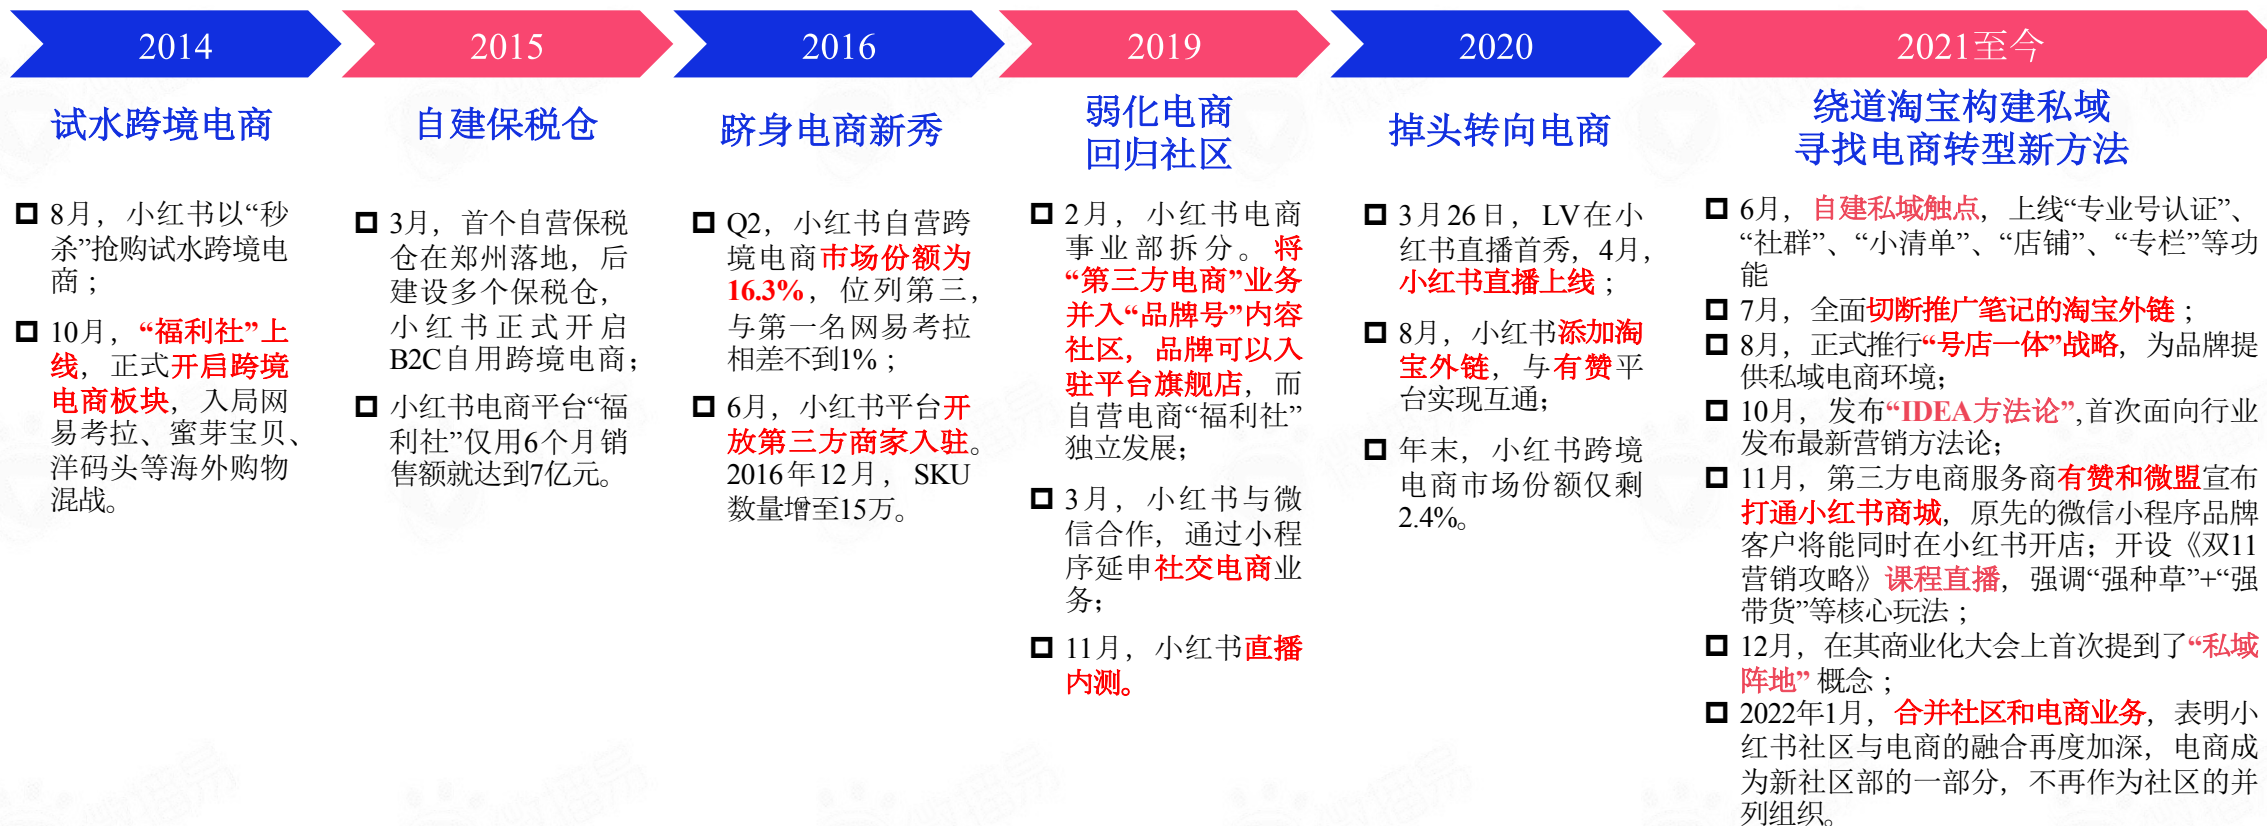 2014
试水跨境电商
8月，小红书以“秒
杀”抢购试水跨境电
商；
10月，“福利社”上
线，正式开启跨境
电商板块，入局网
易考拉、蜜芽宝贝、
洋码头等海外购物
混战。
2015
自建保税仓
3月，首个自营保税
仓在郑州落地，后
建设多个保税仓，
小红书正式开启
B2C自用跨境电商；
小红书电商平台“福
利社”仅用6个月销
售额就达到7亿元。
2016
跻身电商新秀
Q2，小红书自营跨
境电商市场份额为
16.3%，位列第三，
与第一名网易考拉
相差不到1%；
6月，小红书平台开
放第三方商家入驻。
2016年12月，SKU
数量增至15万。
2019
弱化电商
回归社区
2月，小红书电商
事业部拆分。将
“第三方电商”业务
并入“品牌号”内容
社区，品牌可以入
驻平台旗舰店，而
自营电商“福利社”
独立发展；
3月，小红书与微
信合作，通过小程
序延申社交电商业
务；
11月，小红书直播
内测。
2020
掉头转向电商
3月26日，LV在小
红书直播首秀，4月，
小红书直播上线；
8月，小红书添加淘
宝外链，与有赞平
台实现互通；
年末，小红书跨境
电商市场份额仅剩
2.4%。
2021至今
绕道淘宝构建私域
寻找电商转型新方法
6月，自建私域触点，上线“专业号认证”、
“社群”、“小清单”、“店铺”、“专栏”等功
能
7月，全面切断推广笔记的淘宝外链；
8月，正式推行“号店一体”战略，为品牌提
供私域电商环境；
10月，发布“IDEA方法论”,首次面向行业
发布最新营销方法论；
11月，第三方电商服务商有赞和微盟宣布
打通小红书商城，原先的微信小程序品牌
客户将能同时在小红书开店；开设《双11
营销攻略》课程直播，强调“强种草”+“强
带货”等核心玩法；
12月，在其商业化大会上首次提到了“私域
阵地” 概念；
2022年1月，合并社区和电商业务，表明小
红书社区与电商的融合再度加深，电商成
为新社区部的一部分，不再作为社区的并
列组织。
微播易